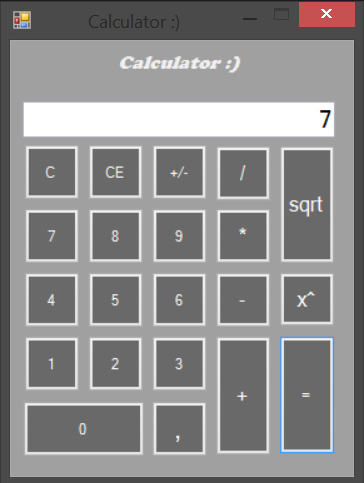 Calculator :)
Calculator :)
7
C CE +/- / sqrt
7 8 9 *
4 5 6 - x^
1 2 3 + =
0 ,